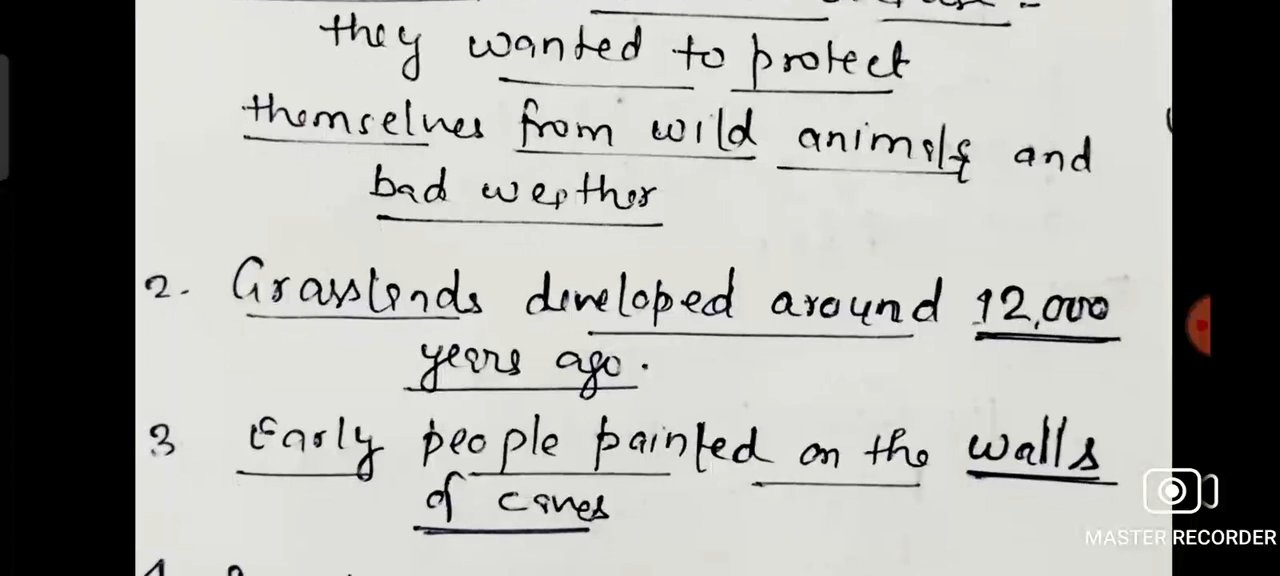 they wanted to protect
themselves from wild animals and
bad weather
2. Grasslands developed around 12,000
years ago.
3 Early people painted on the walls
of caves
MASTER RECORDER